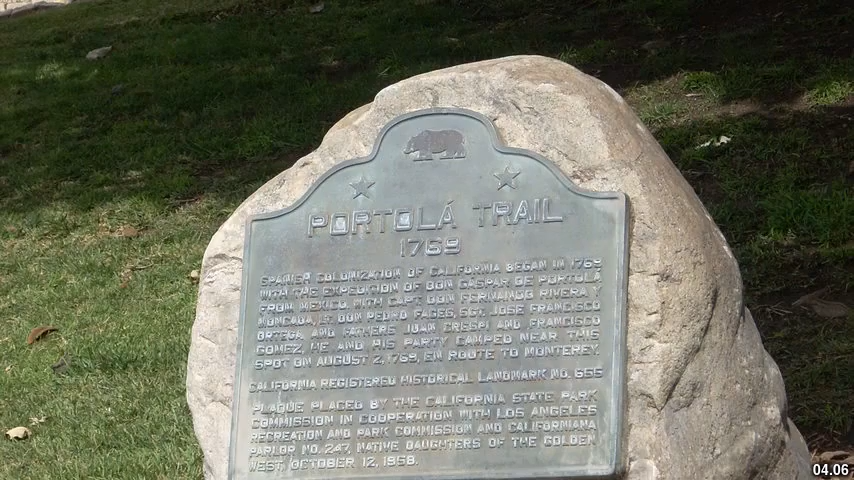 PORTOLÁ TRAIL
1769
SPANISH COLONIZATION OF CALIFORNIA BEGAN IN 1769
WITH THE EXPEDITION OF DON GASPAR DE PORTOLÁ
FROM MEXICO. WITH CAPT. DON FERNANDO RIVERA Y
MONCADA, LT. DON PEDRO FAGES, SGT. JOSE FRANCISCO
ORTEGA, AND FATHERS JUAN CRESPI AND FRANCISCO
GOMEZ, HE AND HIS PARTY CAMPED NEAR THIS
SPOT ON AUGUST 2, 1769, EN ROUTE TO MONTEREY.
CALIFORNIA REGISTERED HISTORICAL LANDMARK NO. 655
PLAQUE PLACED BY THE CALIFORNIA STATE PARK
COMMISSION IN COOPERATION WITH LOS ANGELES
RECREATION AND PARK COMMISSION AND CALIFORNIANA
PARLOR NO. 247, NATIVE DAUGHTERS OF THE GOLDEN
WEST, OCTOBER 12, 1958.
04.06